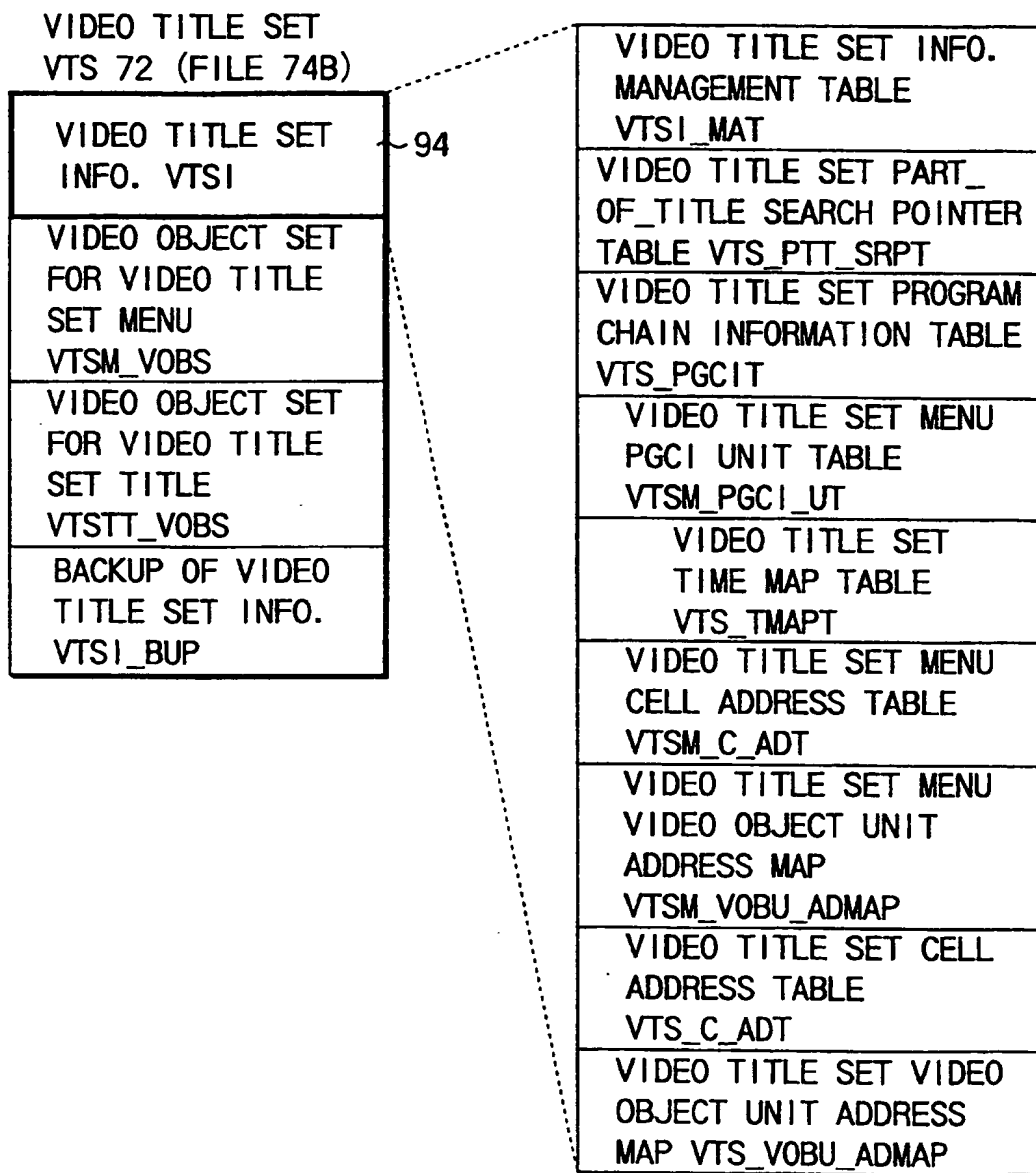 VIDEO TITLE SET
VTS 72 (FILE 74B)
VIDEO TITLE SET
INFO. VTSI
94
VIDEO OBJECT SET
FOR VIDEO TITLE
SET MENU
VTSM_VOBS
VIDEO OBJECT SET
FOR VIDEO TITLE
SET TITLE
VTSTT_VOBS
BACKUP OF VIDEO
TITLE SET INFO.
VTSI_BUP
VIDEO TITLE SET INFO.
MANAGEMENT TABLE
VTSI_MAT
VIDEO TITLE SET PART_
OF_TITLE SEARCH POINTER
TABLE VTS_PTT_SRPT
VIDEO TITLE SET PROGRAM
CHAIN INFORMATION TABLE
VTS_PGCIT
VIDEO TITLE SET MENU
PGCI UNIT TABLE
VTSM_PGCI_UT
VIDEO TITLE SET
TIME MAP TABLE
VTS_TMAPT
VIDEO TITLE SET MENU
CELL ADDRESS TABLE
VTSM_C_ADT
VIDEO TITLE SET MENU
VIDEO OBJECT UNIT
ADDRESS MAP
VTSM_VOBU_ADMAP
VIDEO TITLE SET CELL
ADDRESS TABLE
VTS_C_ADT
VIDEO TITLE SET VIDEO
OBJECT UNIT ADDRESS
MAP VTS_VOBU_ADMAP